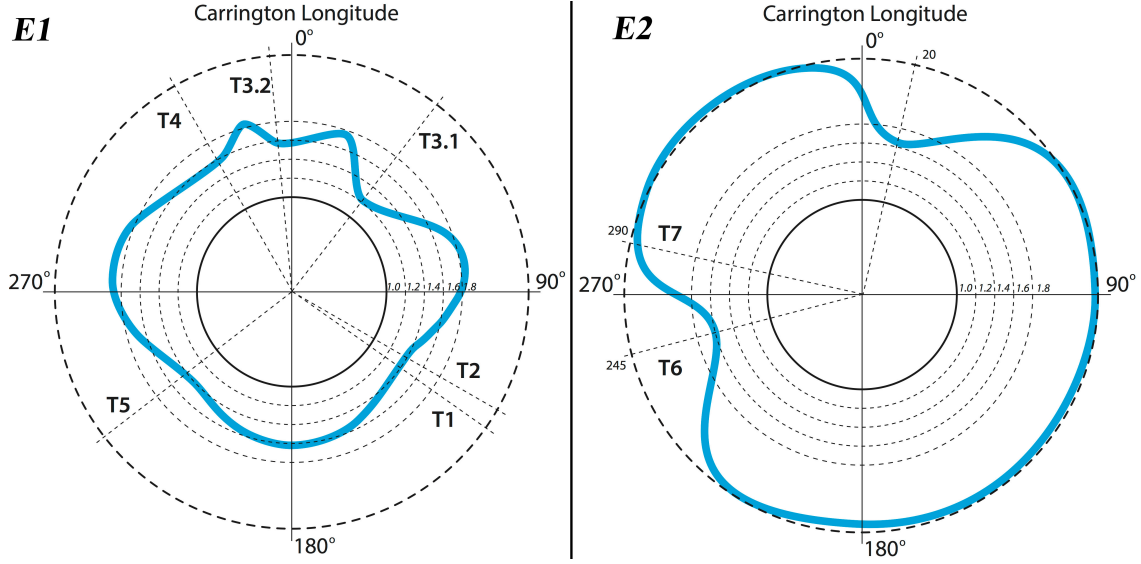 E1
Carrington Longitude
0°
T3.2
T4
T3.1
270°
1.0 1.2 1.4 1.6 1.8
90°
T2
T5
T1
180°
E2
Carrington Longitude
0°
20
290
T7
270°
1.0 1.2 1.4 1.6 1.8
90°
245
T6
180°